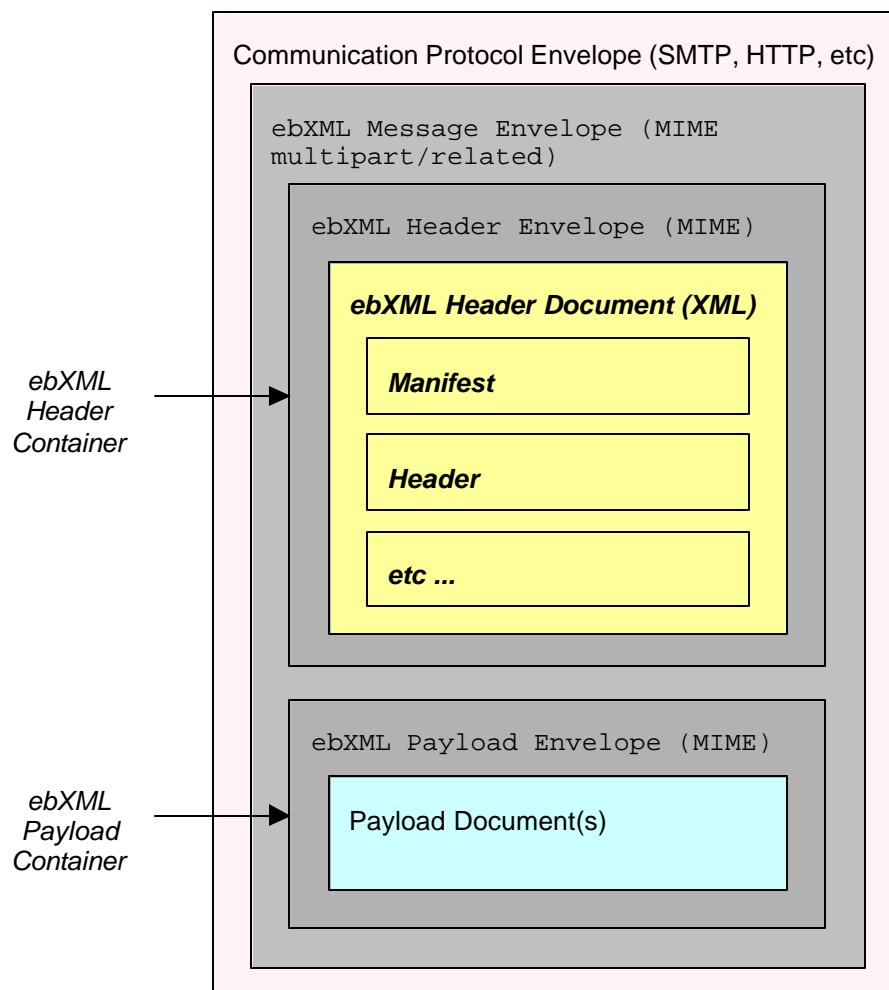 Communication Protocol Envelope (SMTP, HTTP, etc)
ebXML Message Envelope (MIME
multipart/related)
ebXML Header Envelope (MIME)
ebXML Header Document (XML)
Manifest
Header
etc ...
ebXML
Header
Container
ebXML Payload Envelope (MIME)
Payload Document(s)
ebXML
Payload
Container